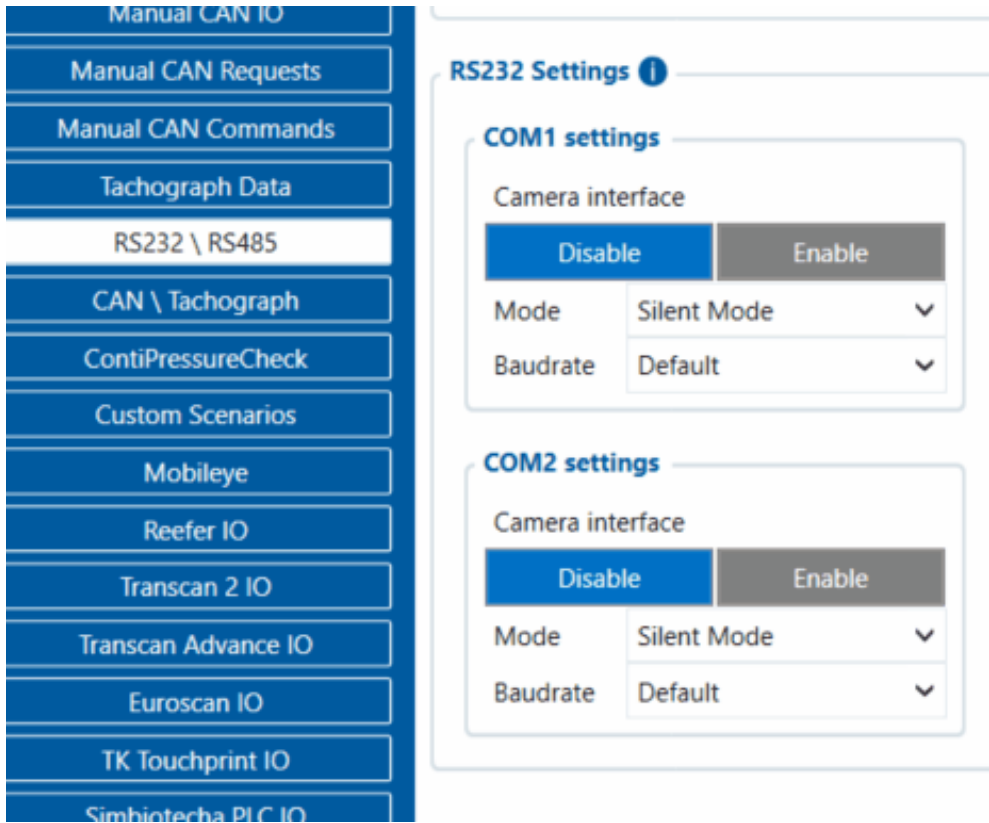 Manual CAN IO
Manual CAN Requests
Manual CAN Commands
Tachograph Data
RS232 \ RS485
CAN \ Tachograph
ContiPressureCheck
Custom Scenarios
Mobileye
Reefer IO
Transcan 2 IO
Transcan Advance IO
Euroscan IO
TK Touchprint IO
Simbiotecha PLC IO
RS232 Settings i
COM1 settings
Camera interface
Disable Enable
Mode Silent Mode
Baudrate Default
COM2 settings
Camera interface
Disable Enable
Mode Silent Mode
Baudrate Default